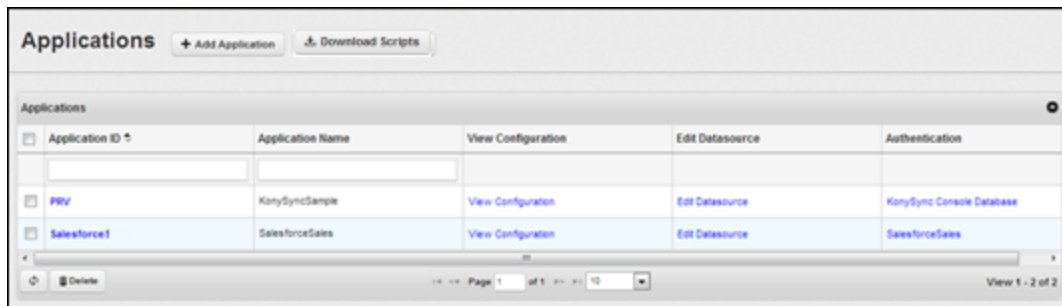 Applications + Add Application Download Scripts
Applications
Application ID Application Name View Configuration Edit Datasource Authentication
PRV KonySyncSample View Configuration Edit Datasource KonySync Console Database
Salesforce1 SalesforceSales View Configuration Edit Datasource SalesforceSales
Delete Page 1 of 1 10 View 1 - 2 of 2